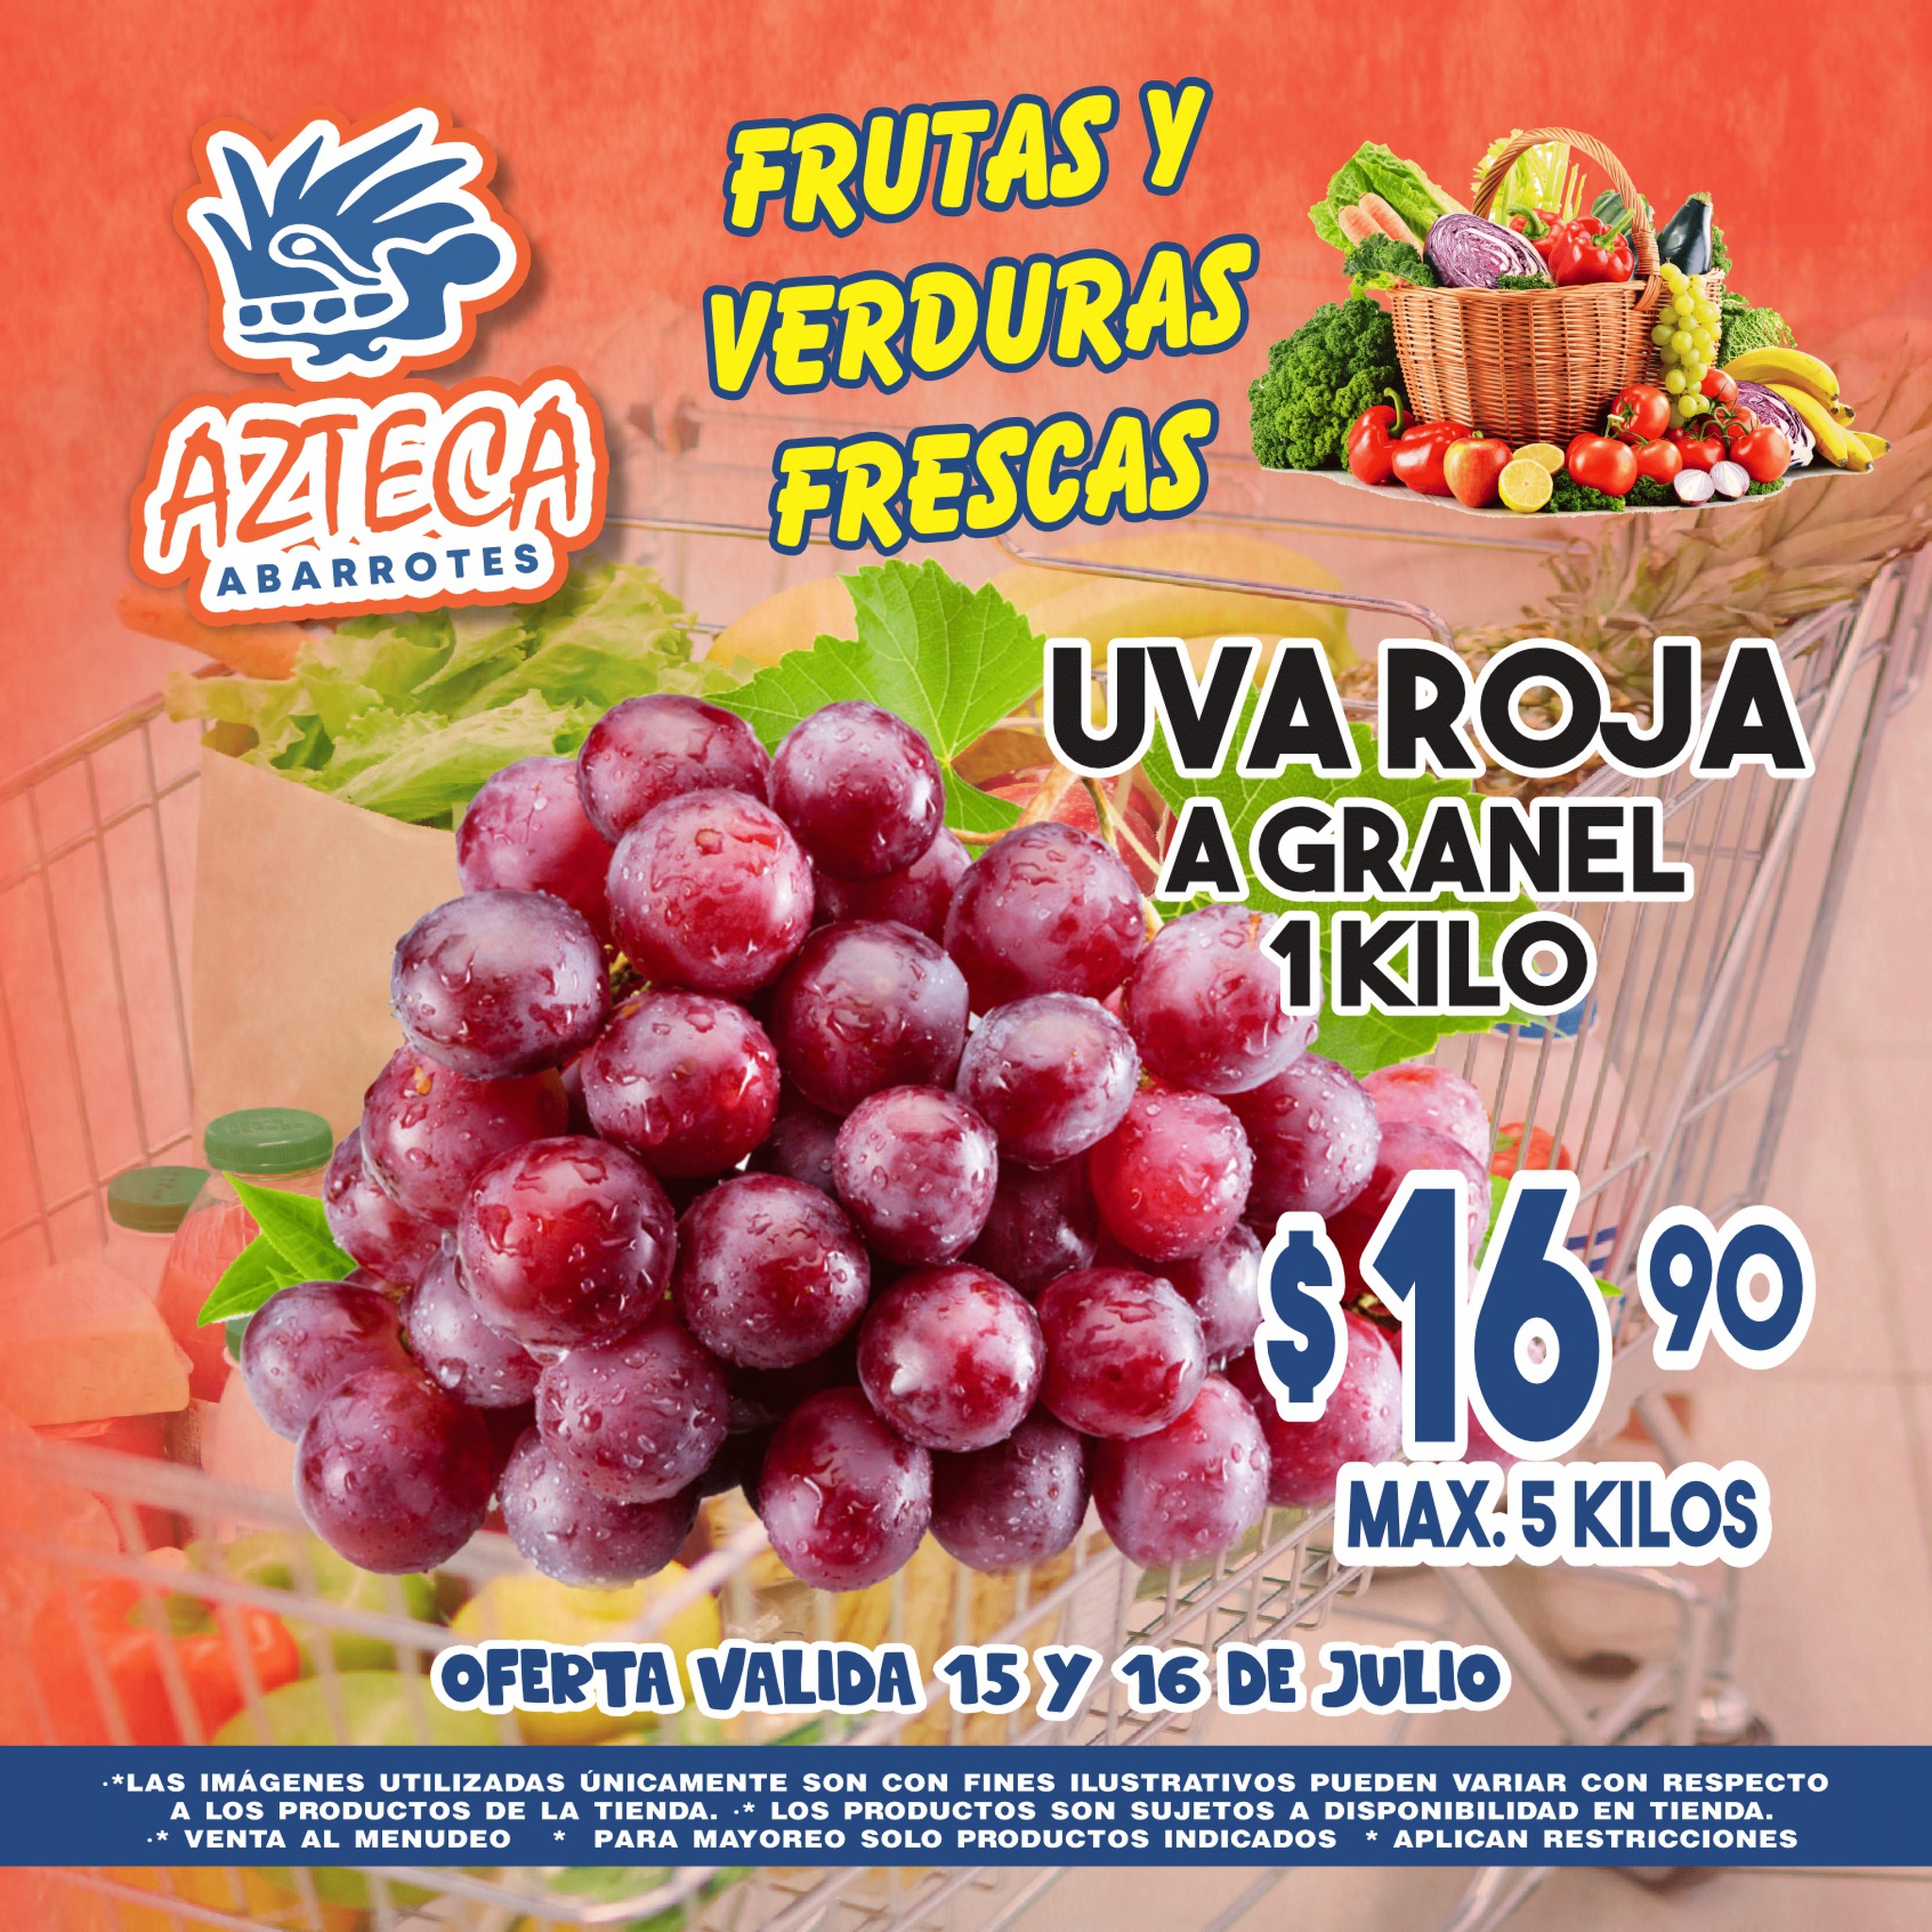 AZTECA
ABARROTES
FRUTAS Y
VERDURAS
FRESCAS
UVA ROJA
A GRANEL
1 KILO
$16 90
MAX. 5 KILOS
OFERTA VALIDA 15 Y 16 DE JULIO
·*LAS IMÁGENES UTILIZADAS ÚNICAMENTE SON CON FINES ILUSTRATIVOS PUEDEN VARIAR CON RESPECTO
A LOS PRODUCTOS DE LA TIENDA. ·* LOS PRODUCTOS SON SUJETOS A DISPONIBILIDAD EN TIENDA.
·* VENTA AL MENUDEO * PARA MAYOREO SOLO PRODUCTOS INDICADOS * APLICAN RESTRICCIONES